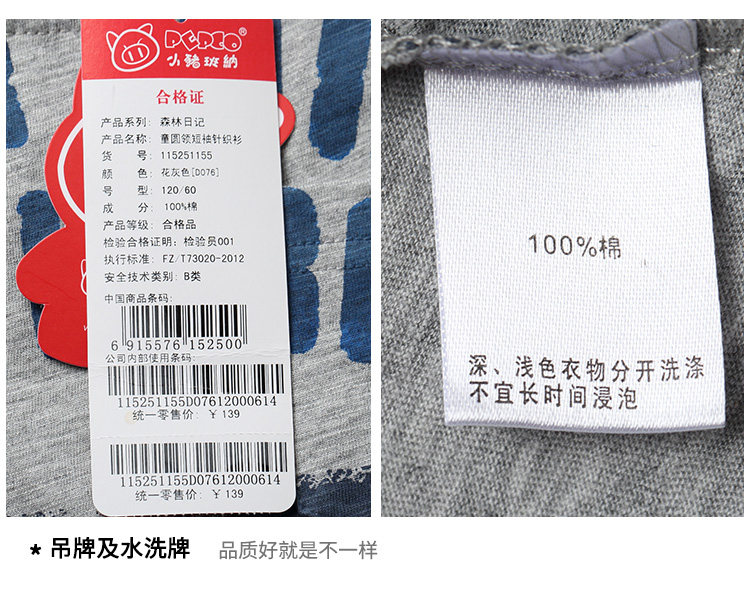 PEPCO®
小豬班納
合格证
产品系列: 森林日记
产品名称: 童圆领短袖针织衫
货 号: 115251155
颜 色: 花灰色[D076]
号 型: 120/60
成 分: 100%棉
产品等级: 合格品
检验合格证明: 检验员001
执行标准: FZ/T73020-2012
安全技术类别: B类
中国商品条码:
6 915576 152500
公司内部使用条码:
115251155D07612000614
统一零售价: ¥ 139
115251155D07612000614
统一零售价: ¥ 139
100%棉
深、浅色衣物分开洗涤
不宜长时间浸泡
* 吊牌及水洗牌 品质好就是不一样